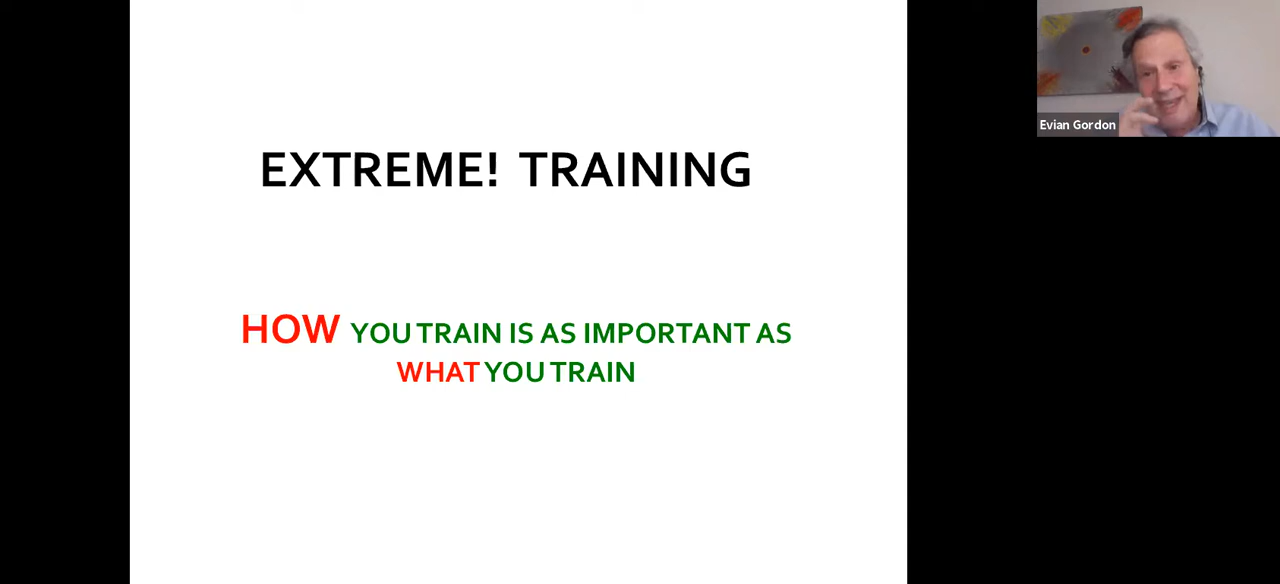 EXTREME! TRAINING
HOW YOU TRAIN IS AS IMPORTANT AS
WHAT YOU TRAIN
Evian Gordon